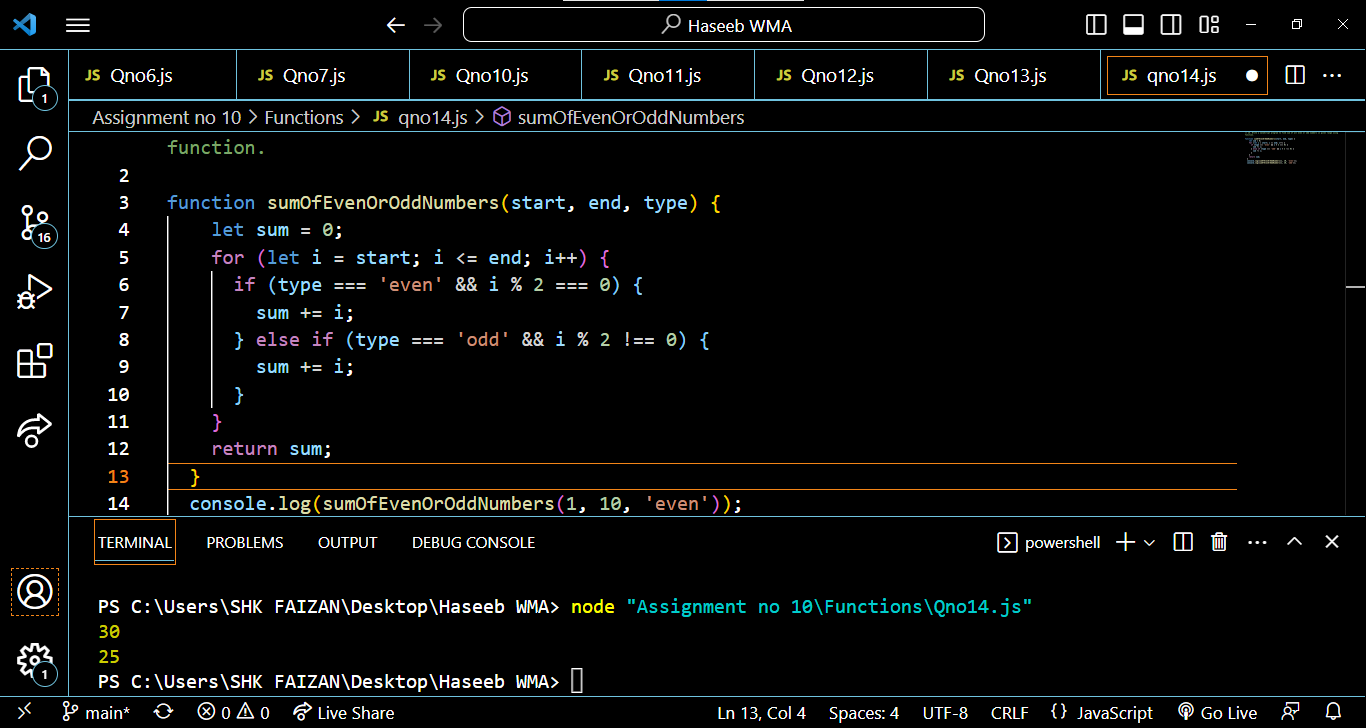 Haseeb WMA
JS Qno6.js JS Qno7.js JS Qno10.js JS Qno11.js JS Qno12.js JS Qno13.js JS qno14.js
Assignment no 10 > Functions > JS qno14.js > sumOfEvenOrOddNumbers
function.
2
3 function sumOfEvenOrOddNumbers(start, end, type) {
4 let sum = 0;
5 for (let i = start; i <= end; i++) {
6 if (type === 'even' && i % 2 === 0) {
7 sum += i;
8 } else if (type === 'odd' && i % 2 !== 0) {
9 sum += i;
10 }
11 }
12 return sum;
13 }
14 console.log(sumOfEvenOrOddNumbers(1, 10, 'even'));
1
16
1
TERMINAL PROBLEMS OUTPUT DEBUG CONSOLE powershell
PS C:\Users\SHK FAIZAN\Desktop\Haseeb WMA> node "Assignment no 10\Functions\Qno14.js"
30
25
PS C:\Users\SHK FAIZAN\Desktop\Haseeb WMA>
main* 0 0 Live Share Ln 13, Col 4 Spaces: 4 UTF-8 CRLF {} JavaScript Go Live